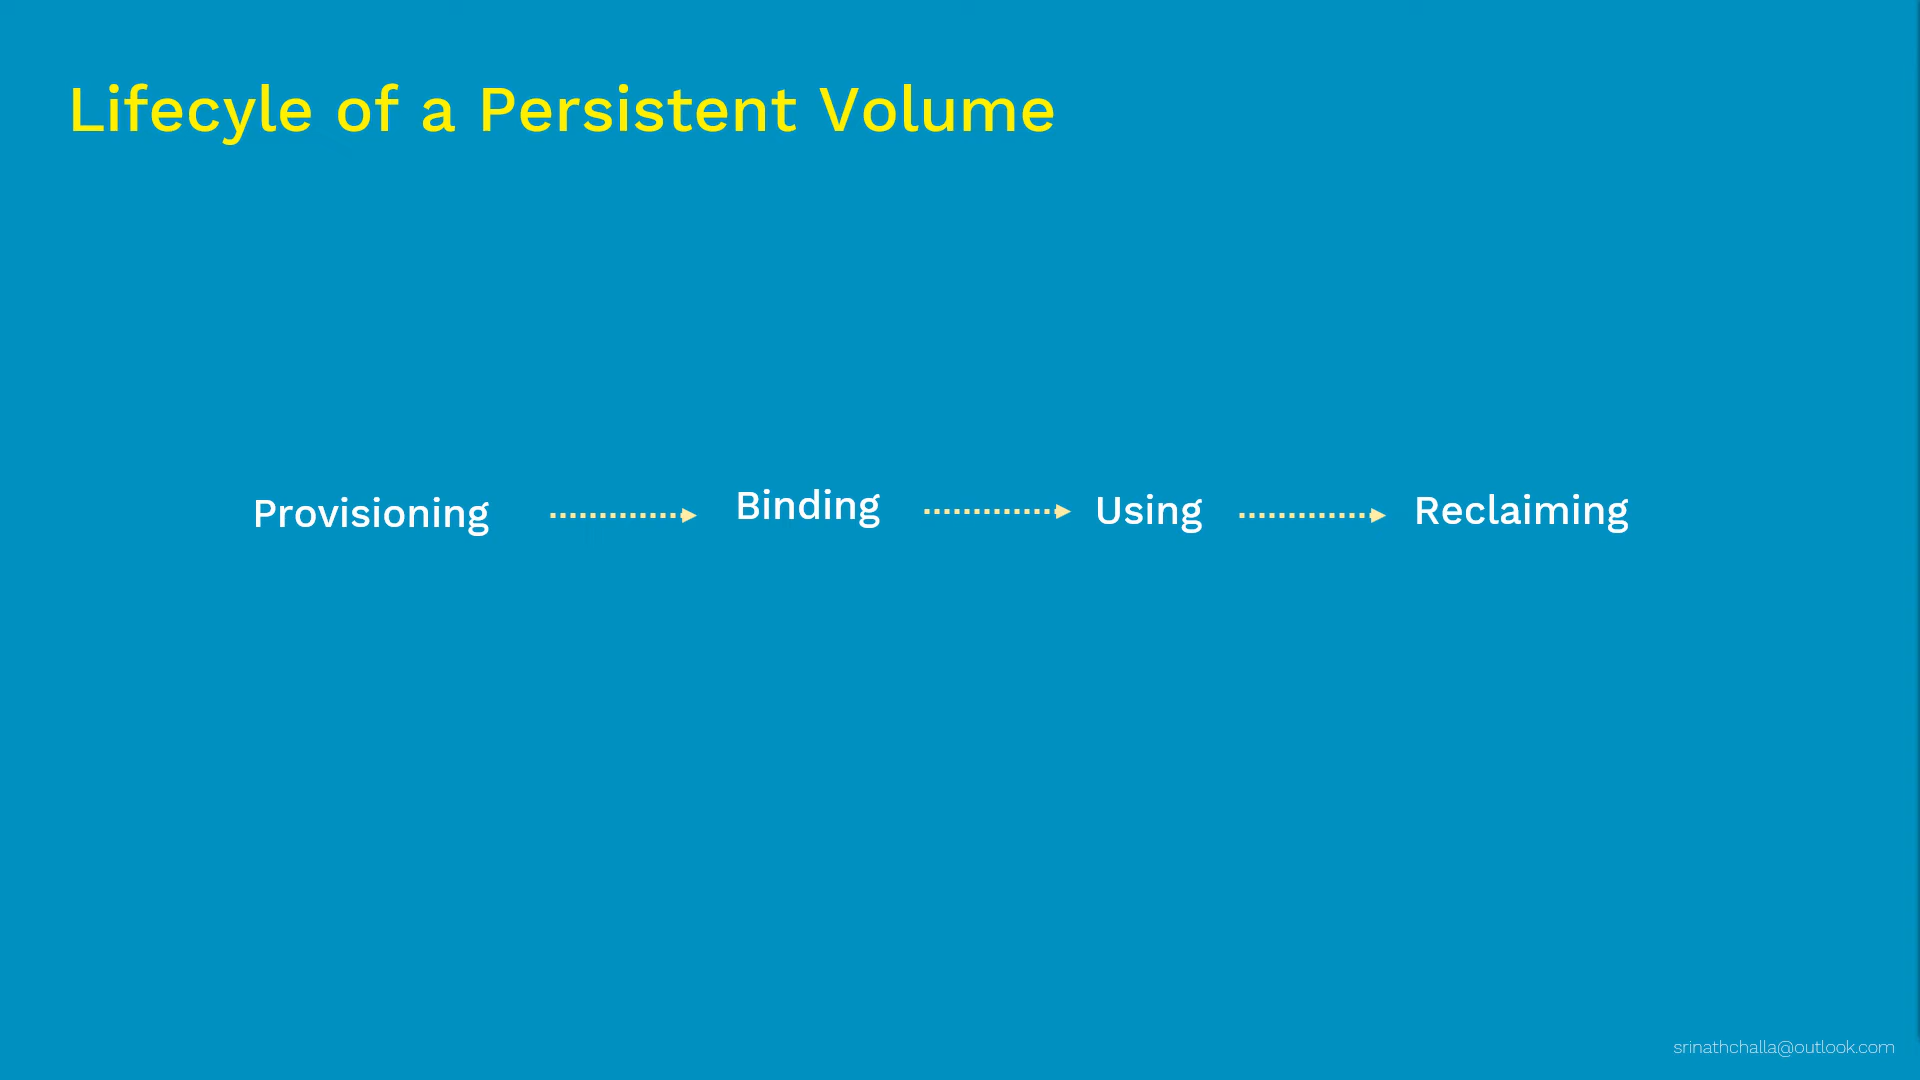 Lifecyle of a Persistent Volume
Provisioning Binding Using Reclaiming
srinathchalla@outlook.com